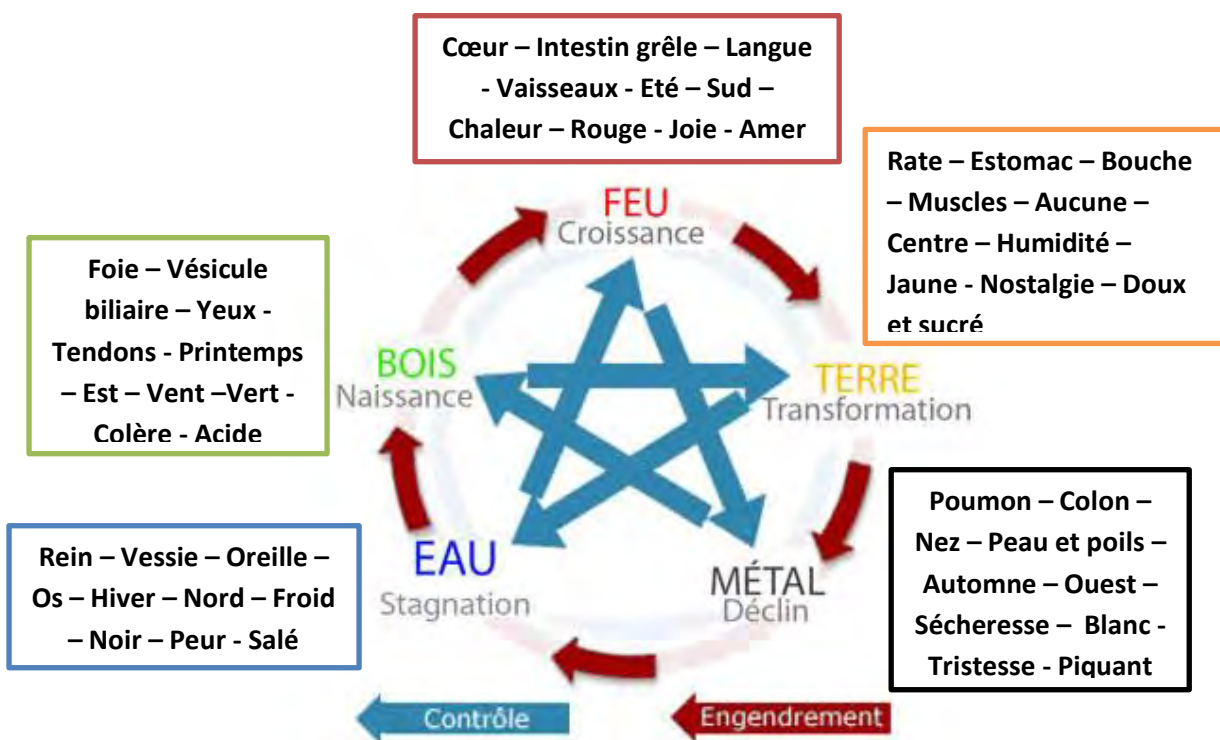 Cœur – Intestin grêle – Langue
- Vaisseaux - Eté – Sud –
Chaleur – Rouge - Joie - Amer
Rate – Estomac – Bouche
– Muscles – Aucune –
Centre – Humidité –
Jaune - Nostalgie – Doux
et sucré
FEU
Croissance
Foie – Vésicule
biliaire – Yeux -
Tendons - Printemps
– Est – Vent –Vert -
Colère - Acide
BOIS
Naissance
TERRE
Transformation
Poumon – Colon –
Nez – Peau et poils –
Automne – Ouest –
Sécheresse – Blanc -
Tristesse - Piquant
Rein – Vessie – Oreille –
Os – Hiver – Nord – Froid
– Noir – Peur - Salé
EAU
Stagnation
MÉTAL
Déclin
Contrôle
Engendrement